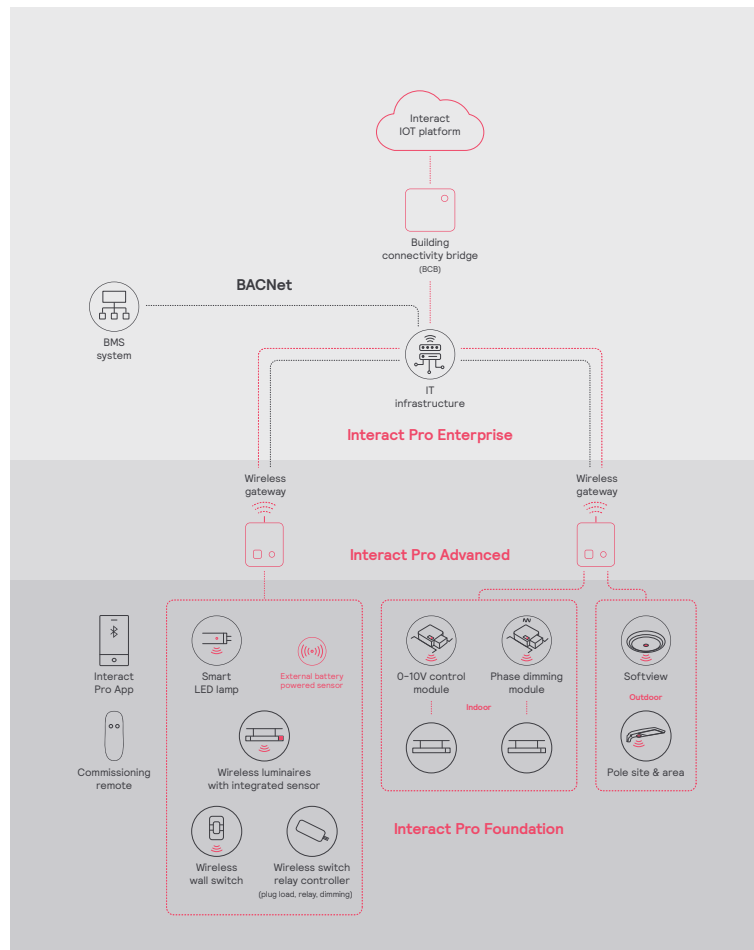 Interact
IOT platform
Building
connectivity bridge
(BCB)
BACNet
BMS
system
IT
infrastructure
Interact Pro Enterprise
Wireless
gateway
Wireless
gateway
Interact Pro Advanced
Interact
Pro App
Smart
LED lamp
External battery
powered sensor
0-10V control
module
Phase dimming
module
Softview
Indoor
Outdoor
Commissioning
remote
Wireless luminaires
with integrated sensor
Pole site & area
Interact Pro Foundation
Wireless
wall switch
Wireless switch
relay controller
(plug load, relay, dimming)